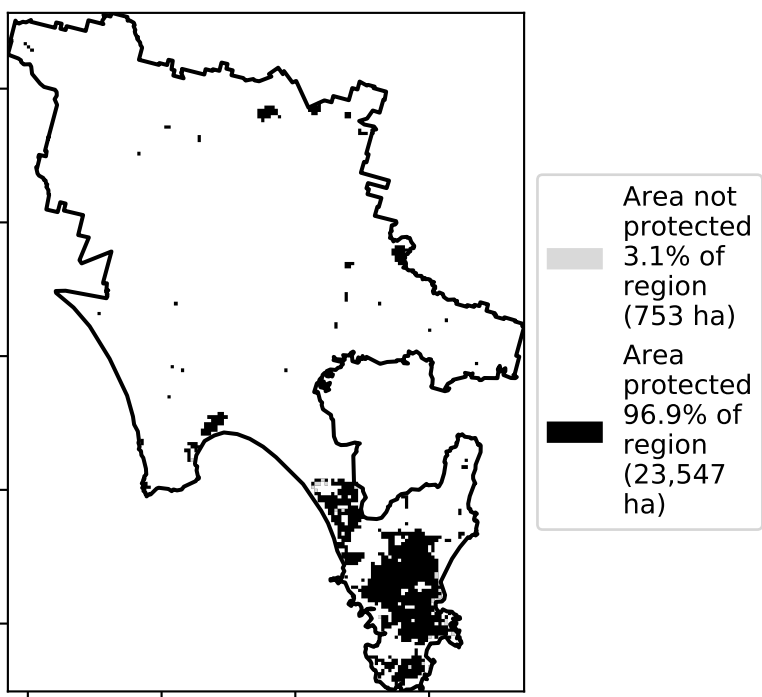 Area not
protected
3.1% of
region
(753 ha)
Area
protected
96.9% of
region
(23,547
ha)